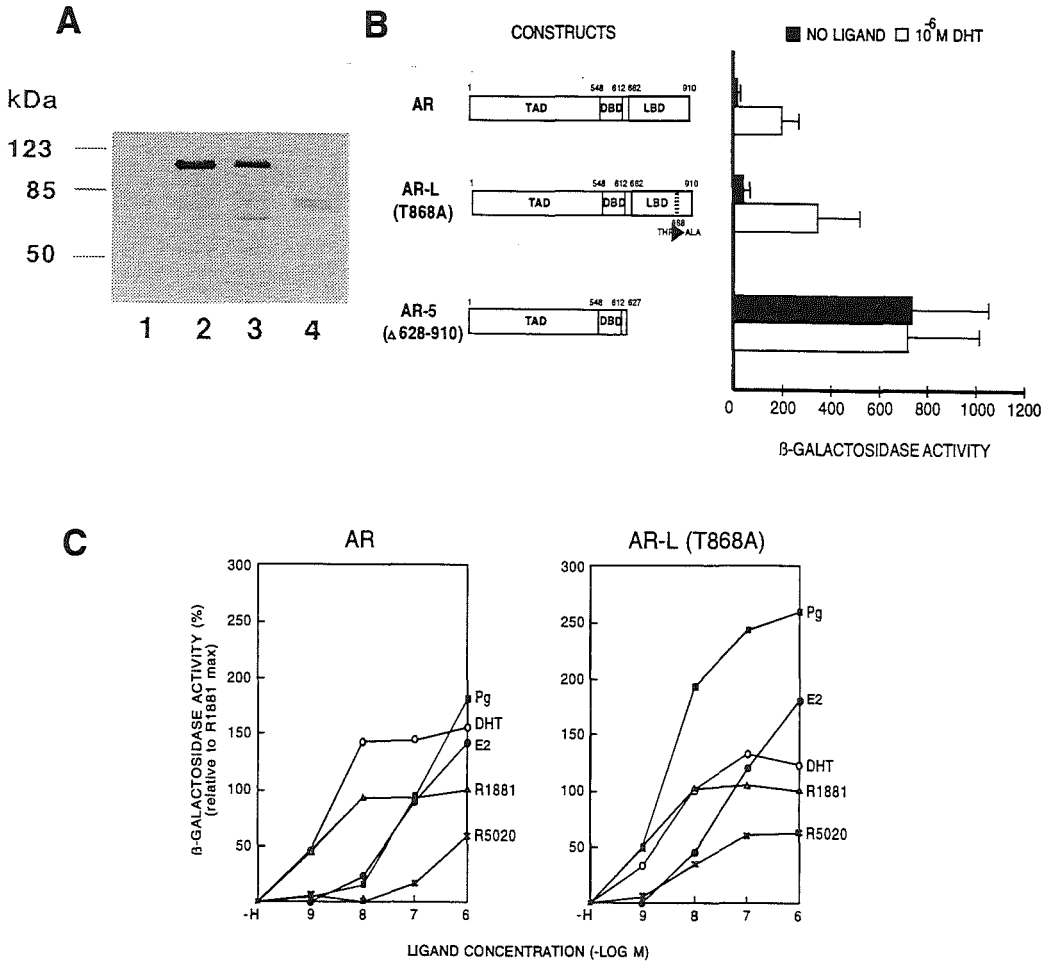 A
kDa
123
85
50
1 2 3 4
B
CONSTRUCTS
■ NO LIGAND □ 10⁻⁶M DHT
AR
1 548 612 662 910
TAD DBD LBD
AR-L
(T868A)
1 548 612 662 910
TAD DBD LBD
868
THR ALA
AR-5
(Δ628-910)
1 548 612 627
TAD DBD
0 200 400 600 800 1000 1200
ß-GALACTOSIDASE ACTIVITY
C
AR
ß-GALACTOSIDASE ACTIVITY (%)
(relative to R1881 max)
300
250
200
150
100
50
Pg
DHT
E2
R1881
R5020
-H 9 8 7 6
AR-L (T868A)
300
250
200
150
100
50
Pg
E2
DHT
R1881
R5020
-H 9 8 7 6
LIGAND CONCENTRATION (-LOG M)